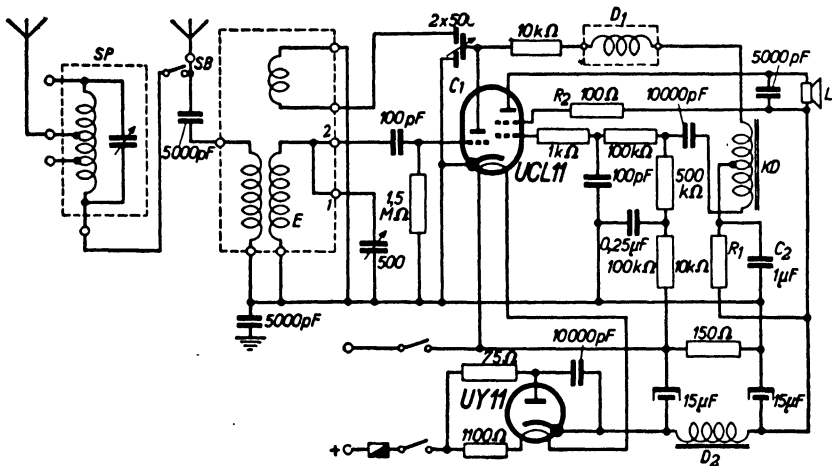 SP
SB
5000pF
2x50
C1
10kΩ
D1
R2
100Ω
5000pF
L
10000pF
100pF
2
1
E
1,5
MΩ
500
UCL11
1kΩ
100kΩ
100pF
500
kΩ
KD
0,25µF
100kΩ
10kΩ
R1
C2
1µF
5000pF
75Ω
10000pF
150Ω
UY11
1100Ω
15µF
15µF
D2
+